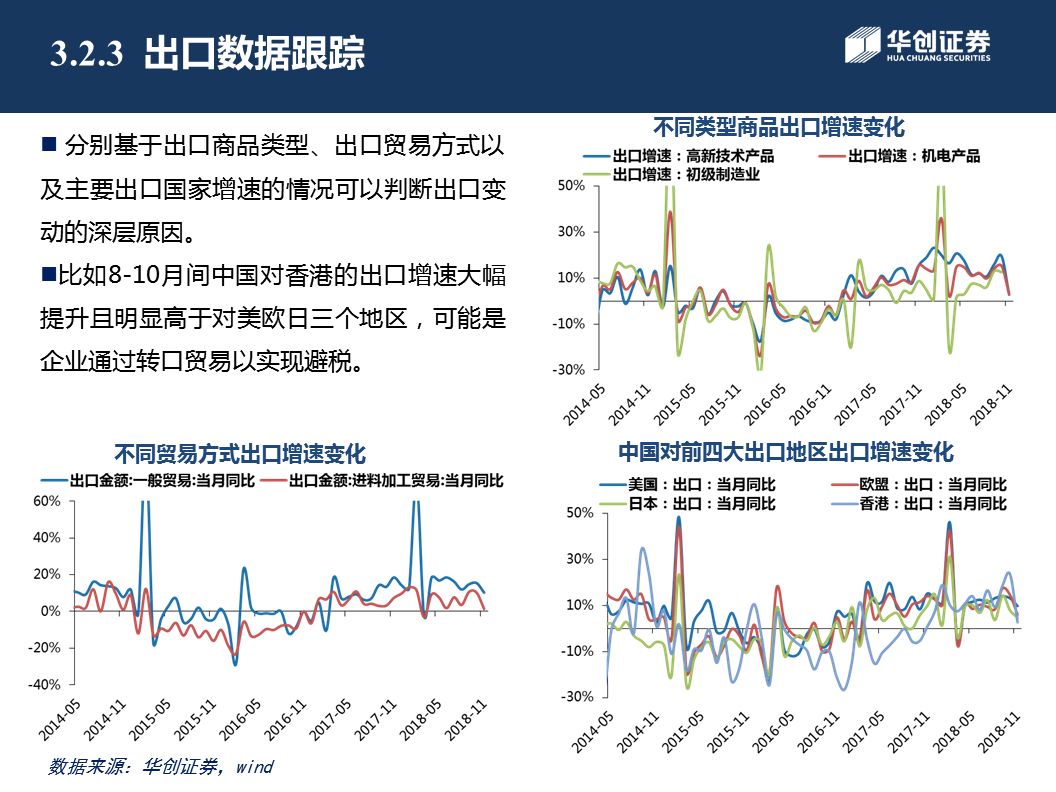 3.2.3 出口数据跟踪
华创证券
HUA CHUANG SECURITIES
■ 分别基于出口商品类型、出口贸易方式以
及主要出口国家增速的情况可以判断出口变
动的深层原因。
■比如8-10月间中国对香港的出口增速大幅
提升且明显高于对美欧日三个地区，可能是
企业通过转口贸易以实现避税。
不同类型商品出口增速变化
出口增速：高新技术产品 出口增速：机电产品
出口增速：初级制造业
50%
30%
10%
-10%
-30%
2014-05 2014-11 2015-05 2015-11 2016-05 2016-11 2017-05 2017-11 2018-05 2018-11
不同贸易方式出口增速变化
出口金额:一般贸易:当月同比 出口金额:进料加工贸易:当月同比
60%
40%
20%
0%
-20%
-40%
2014-05 2014-11 2015-05 2015-11 2016-05 2016-11 2017-05 2017-11 2018-05 2018-11
中国对前四大出口地区出口增速变化
美国：出口：当月同比 欧盟：出口：当月同比
日本：出口：当月同比 香港：出口：当月同比
50%
30%
10%
-10%
-30%
2014-05 2014-11 2015-05 2015-11 2016-05 2016-11 2017-05 2017-11 2018-05 2018-11
数据来源：华创证券，wind